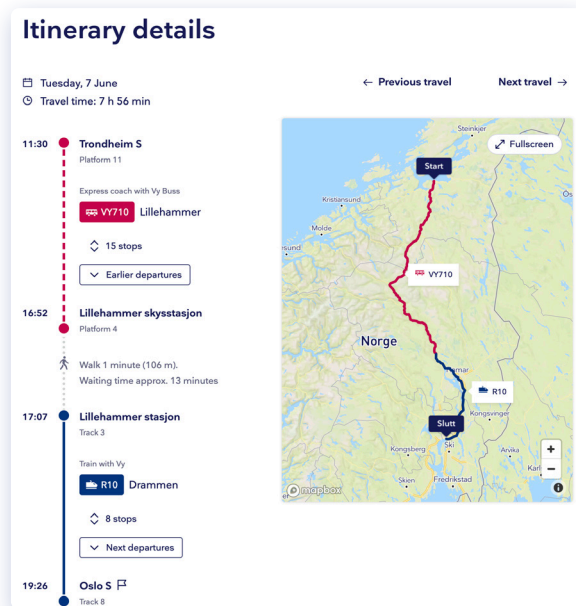 Itinerary details
Tuesday, 7 June
Travel time: 7 h 56 min
← Previous travel
Next travel →
11:30
Trondheim S
Platform 11
Express coach with Vy Buss
VY710
Lillehammer
15 stops
Earlier departures
16:52
Lillehammer skysstasjon
Platform 4
Walk 1 minute (106 m).
Waiting time approx. 13 minutes
17:07
Lillehammer stasjon
Track 3
Train with Vy
R10
Drammen
8 stops
Next departures
19:26
Oslo S
Track 8
Steinkjer
Fullscreen
Start
Kristiansund
Molde
VY710
Norge
R10
Kongsvinger
Slutt
Kongsberg
Ski
Arvika
Skien
Fredrikstad
+
−
mapbox